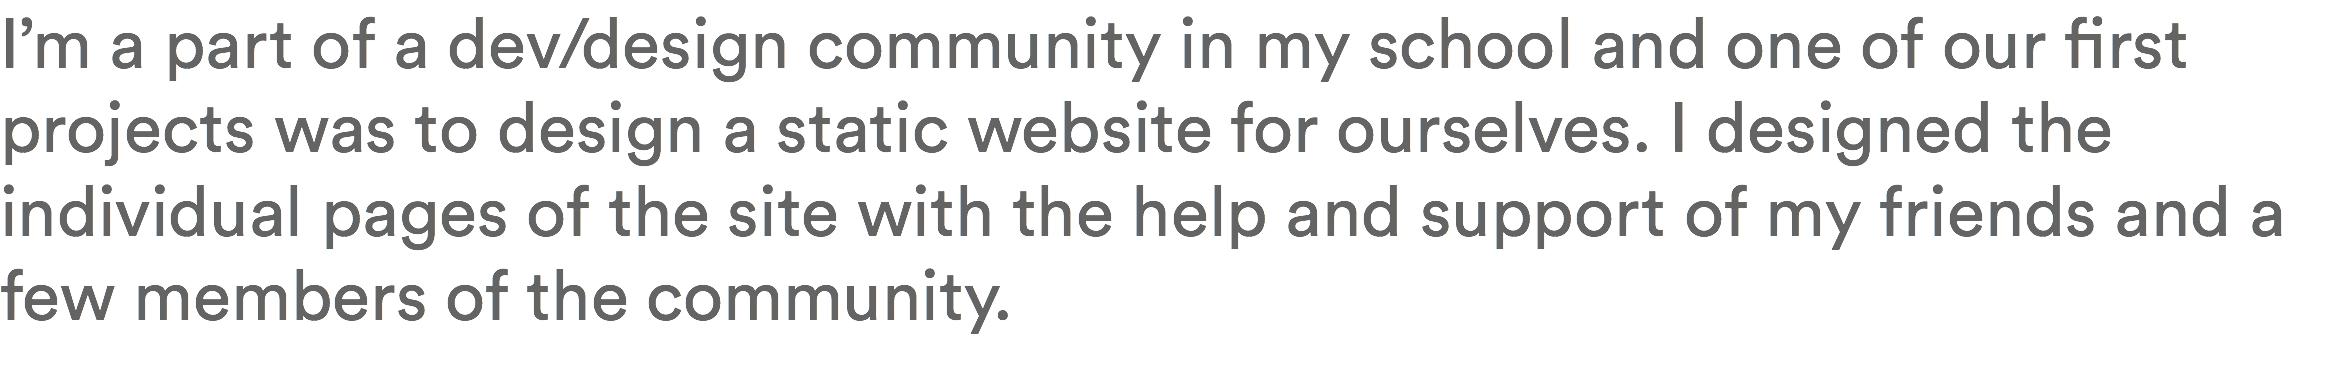 I’m a part of a dev/design community in my school and one of our first
projects was to design a static website for ourselves. I designed the
individual pages of the site with the help and support of my friends and a
few members of the community.